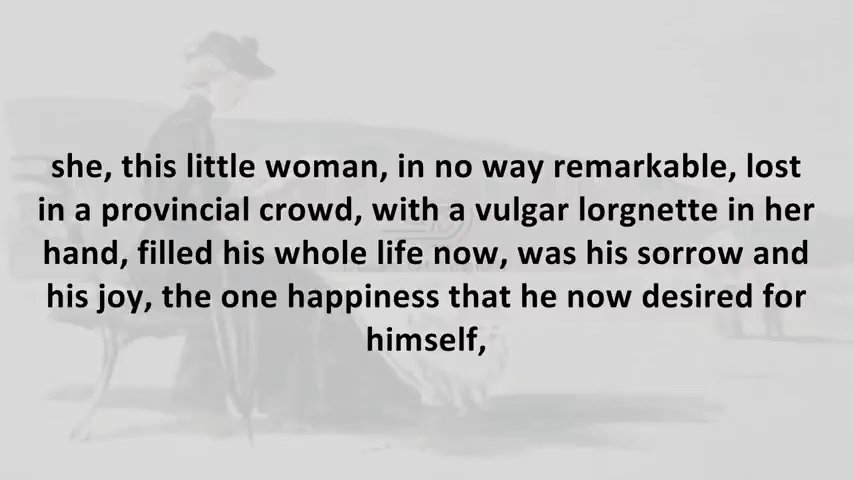 she, this little woman, in no way remarkable, lost
in a provincial crowd, with a vulgar lorgnette in her
hand, filled his whole life now, was his sorrow and
his joy, the one happiness that he now desired for
himself,